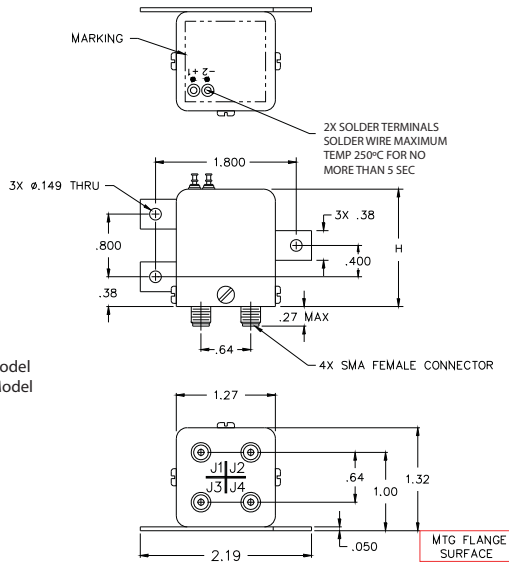 MARKING
1+ 2-
2X SOLDER TERMINALS
SOLDER WIRE MAXIMUM
TEMP 250ºC FOR NO
MORE THAN 5 SEC
1.800
3X ø.149 THRU
3X .38
.800
.400
H
.38
.27 MAX
.64
4X SMA FEMALE CONNECTOR
odel
Model
1.27
J1 J2
J3 J4
.64
1.00
1.32
.050
2.19
MTG FLANGE
SURFACE